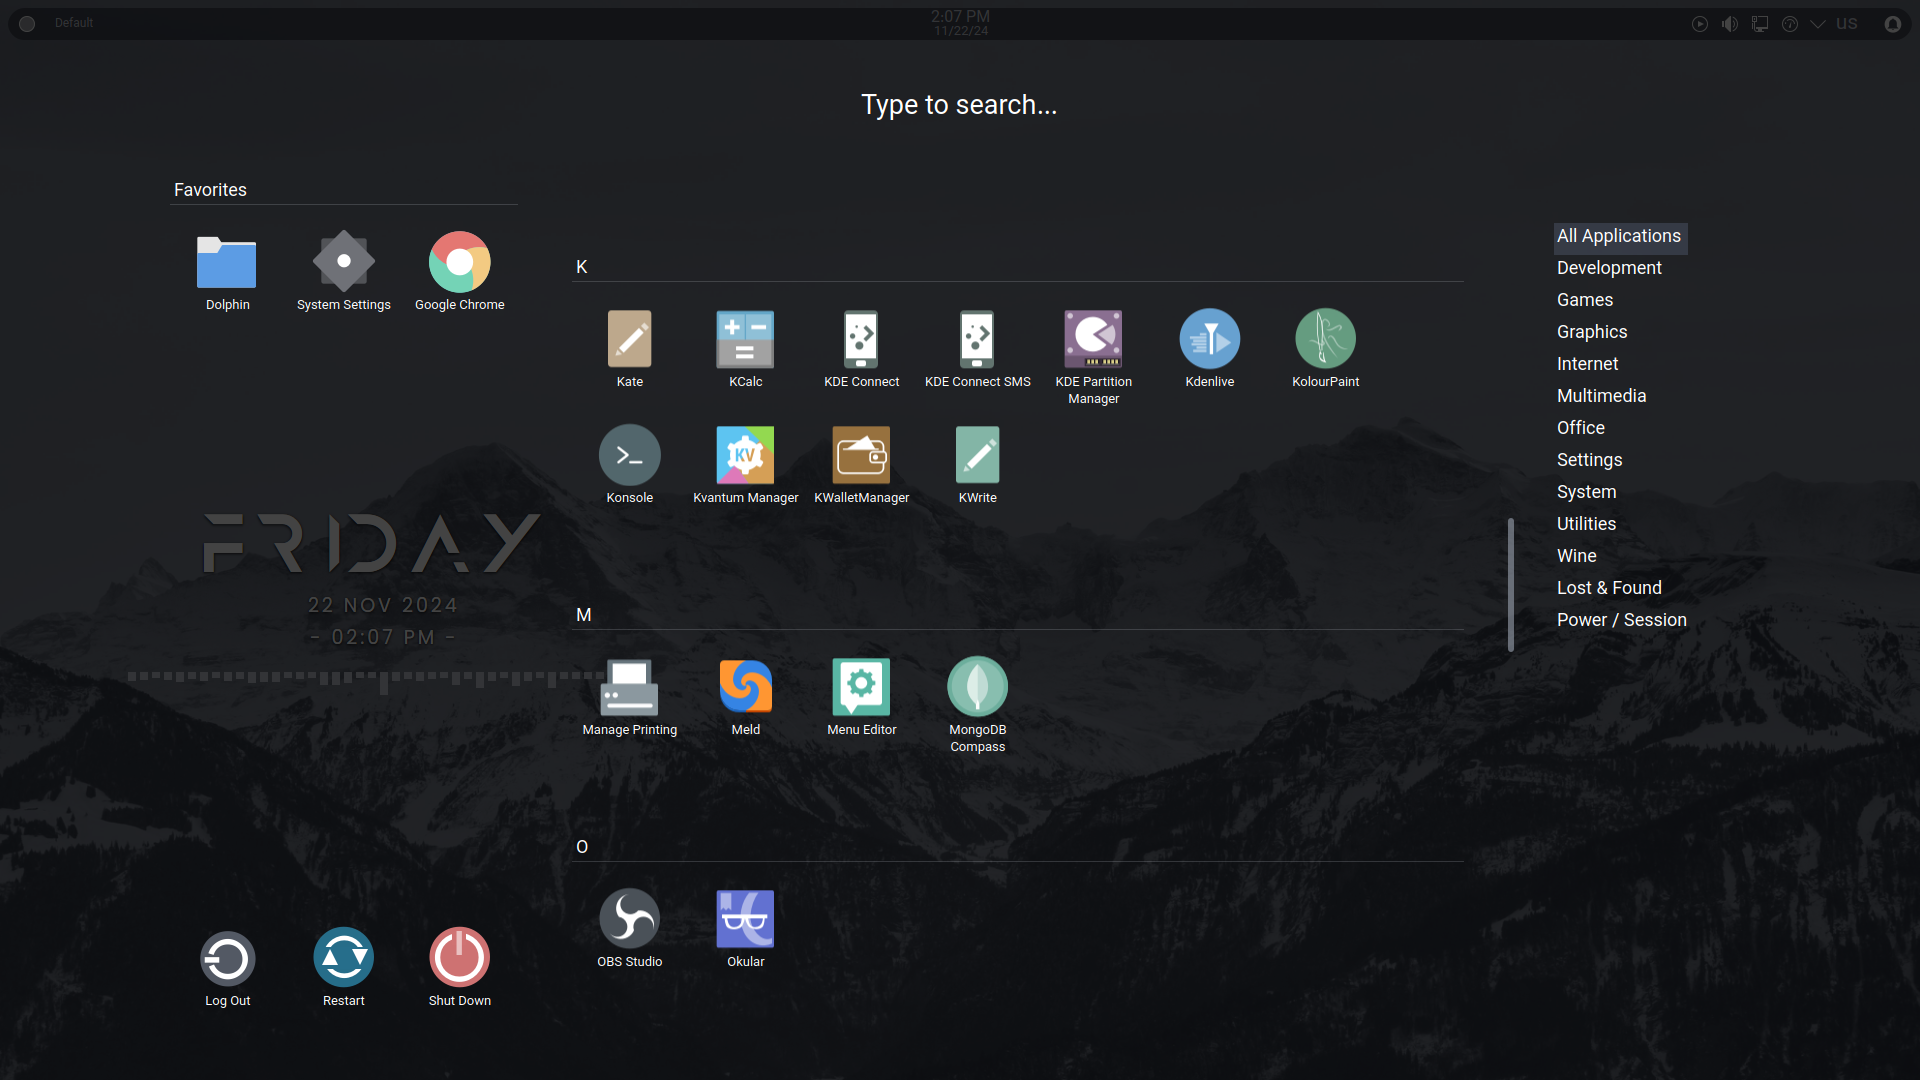 Default
2:07 PM
11/22/24
US
Type to search...
Favorites
Dolphin
System Settings
Google Chrome
K
Kate
KCalc
KDE Connect
KDE Connect SMS
KDE Partition
Manager
Kdenlive
KolourPaint
Konsole
KV
Kvantum Manager
KWalletManager
KWrite
M
Manage Printing
Meld
Menu Editor
MongoDB
Compass
O
OBS Studio
Okular
All Applications
Development
Games
Graphics
Internet
Multimedia
Office
Settings
System
Utilities
Wine
Lost & Found
Power / Session
FRIDAY
22 NOV 2024
- 02:07 PM -
Log Out
Restart
Shut Down